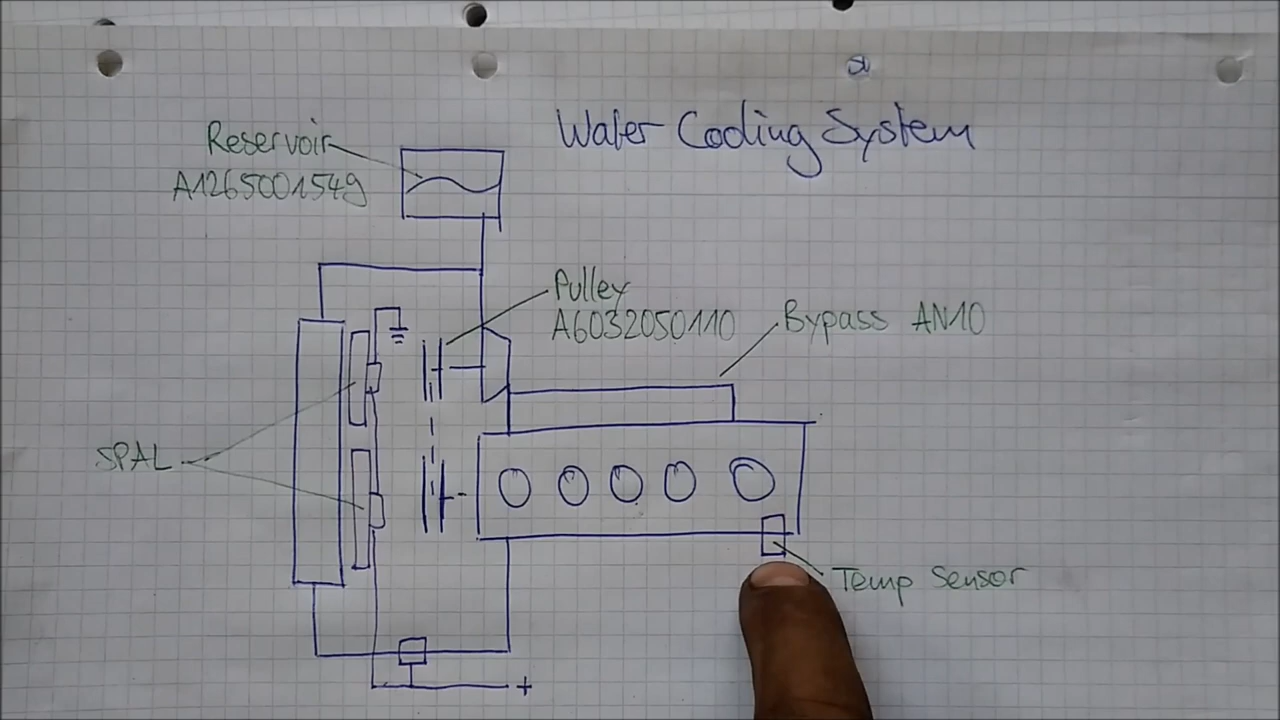 Water Cooling System
Reservoir
A1265001549
Pulley
A6032050110
Bypass AN10
SPAL
Temp Sensor
+